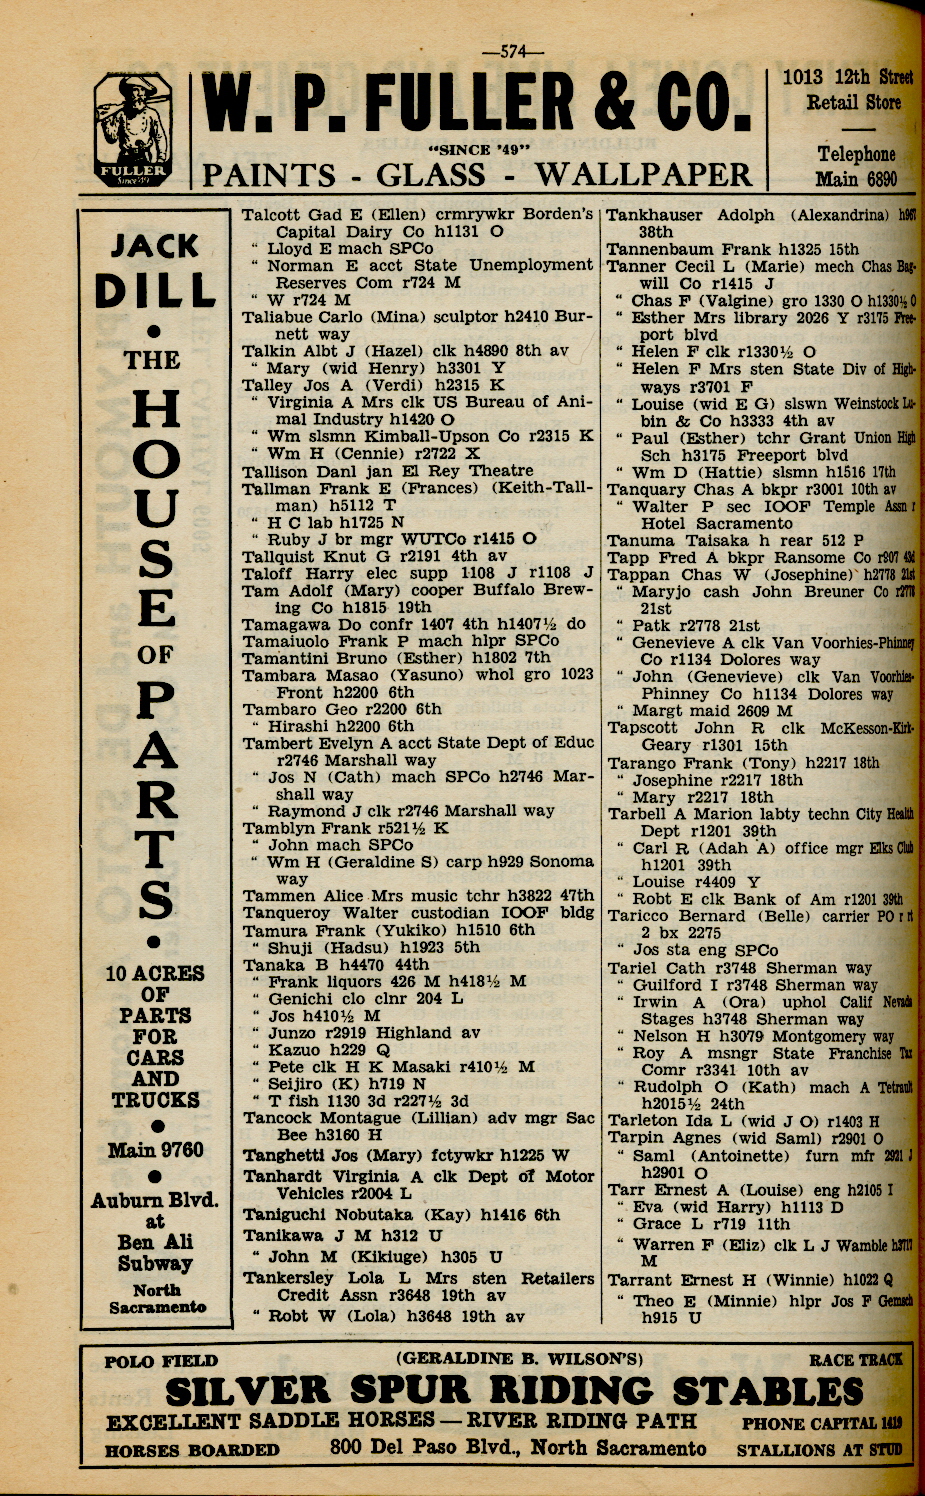 —574—
FULLER
Since '49
W. P. FULLER & CO.
"SINCE '49"
PAINTS - GLASS - WALLPAPER
1013 12th Street
Retail Store
Telephone
Main 6890
JACK
DILL
•
THE
HOUSE
OF
PARTS
•
10 ACRES
OF
PARTS
FOR
CARS
AND
TRUCKS
•
Main 9760
•
Auburn Blvd.
at
Ben Ali
Subway
North
Sacramento
Talcott Gad E (Ellen) crmrywkr Borden's
Capital Dairy Co h1131 O
" Lloyd E mach SPCo
" Norman E acct State Unemployment
Reserves Com r724 M
" W r724 M
Taliabue Carlo (Mina) sculptor h2410 Bur-
nett way
Talkin Albt J (Hazel) clk h4890 8th av
" Mary (wid Henry) h3301 Y
Talley Jos A (Verdi) h2315 K
" Virginia A Mrs clk US Bureau of Ani-
mal Industry h1420 O
" Wm slsmn Kimball-Upson Co r2315 K
" Wm H (Cennie) r2722 X
Tallison Danl jan El Rey Theatre
Tallman Frank E (Frances) (Keith-Tall-
man) h5112 T
" H C lab h1725 N
" Ruby J br mgr WUTCo r1415 O
Tallquist Knut G r2191 4th av
Taloff Harry elec supp 1108 J r1108 J
Tam Adolf (Mary) cooper Buffalo Brew-
ing Co h1815 19th
Tamagawa Do confr 1407 4th h1407½ do
Tamaiuolo Frank P mach hlpr SPCo
Tamantini Bruno (Esther) h1802 7th
Tambara Masao (Yasuno) whol gro 1023
Front h2200 6th
Tambaro Geo r2200 6th
" Hirashi h2200 6th
Tambert Evelyn A acct State Dept of Educ
r2746 Marshall way
" Jos N (Cath) mach SPCo h2746 Mar-
shall way
" Raymond J clk r2746 Marshall way
Tamblyn Frank r521½ K
" John mach SPCo
" Wm H (Geraldine S) carp h929 Sonoma
way
Tammen Alice Mrs music tchr h3822 47th
Tanqueroy Walter custodian IOOF bldg
Tamura Frank (Yukiko) h1510 6th
" Shuji (Hadsu) h1923 5th
Tanaka B h4470 44th
" Frank liquors 426 M h418½ M
" Genichi clo clnr 204 L
" Jos h410½ M
" Junzo r2919 Highland av
" Kazuo h229 Q
" Pete clk H K Masaki r410½ M
" Seijiro (K) h719 N
" T fish 1130 3d r227½ 3d
Tancock Montague (Lillian) adv mgr Sac
Bee h3160 H
Tanghetti Jos (Mary) fctywkr h1225 W
Tanhardt Virginia A clk Dept of Motor
Vehicles r2004 L
Taniguchi Nobutaka (Kay) h1416 6th
Tanikawa J M h312 U
" John M (Kikiuge) h305 U
Tankersley Lola L Mrs sten Retailers
Credit Assn r3648 19th av
" Robt W (Lola) h3648 19th av
Tankhauser Adolph (Alexandrina) h967
38th
Tannenbaum Frank h1325 15th
Tanner Cecil L (Marie) mech Chas Bag-
will Co r1415 J
" Chas F (Valgine) gro 1330 O h1330½ O
" Esther Mrs library 2026 Y r3175 Free-
port blvd
" Helen F clk r1330½ O
" Helen F Mrs sten State Div of High-
ways r3701 F
" Louise (wid E G) slswn Weinstock Lu-
bin & Co h3333 4th av
" Paul (Esther) tchr Grant Union High
Sch h3175 Freeport blvd
" Wm D (Hattie) slsmn h1516 17th
Tanquary Chas A bkpr r3001 10th av
" Walter P sec IOOF Temple Assn r
Hotel Sacramento
Tanuma Taisaka h rear 512 P
Tapp Fred A bkpr Ransome Co r807 43d
Tappan Chas W (Josephine) h2778 21st
" Maryjo cash John Breuner Co r2778
21st
" Patk r2778 21st
" Genevieve A clk Van Voorhies-Phinney
Co r1134 Dolores way
" John (Genevieve) clk Van Voorhies-
Phinney Co h1134 Dolores way
" Margt maid 2609 M
Tapscott John R clk McKesson-Kirk-
Geary r1301 15th
Tarango Frank (Tony) h2217 18th
" Josephine r2217 18th
" Mary r2217 18th
Tarbell A Marion labty techn City Health
Dept r1201 39th
" Carl R (Adah A) office mgr Elks Club
h1201 39th
" Louise r4409 Y
" Robt E clk Bank of Am r1201 39th
Taricco Bernard (Belle) carrier PO r rt
2 bx 2275
" Jos sta eng SPCo
Tariel Cath r3748 Sherman way
" Guilford I r3748 Sherman way
" Irwin A (Ora) uphol Calif Nevada
Stages h3748 Sherman way
" Nelson H h3079 Montgomery way
" Roy A msngr State Franchise Tax
Comr r3341 10th av
" Rudolph O (Kath) mach A Tetrault
h2015½ 24th
Tarleton Ida L (wid J O) r1403 H
Tarpin Agnes (wid Saml) r2901 O
" Saml (Antoinette) furn mfr 2921 J
h2901 O
Tarr Ernest A (Louise) eng h2105 I
" Eva (wid Harry) h1113 D
" Grace L r719 11th
" Warren F (Eliz) clk L J Wamble h3717
M
Tarrant Ernest H (Winnie) h1022 Q
" Theo E (Minnie) hlpr Jos F Gemsch
h915 U
POLO FIELD (GERALDINE B. WILSON'S) RACE TRACK
SILVER SPUR RIDING STABLES
EXCELLENT SADDLE HORSES — RIVER RIDING PATH PHONE CAPITAL 1419
HORSES BOARDED 800 Del Paso Blvd., North Sacramento STALLIONS AT STUD